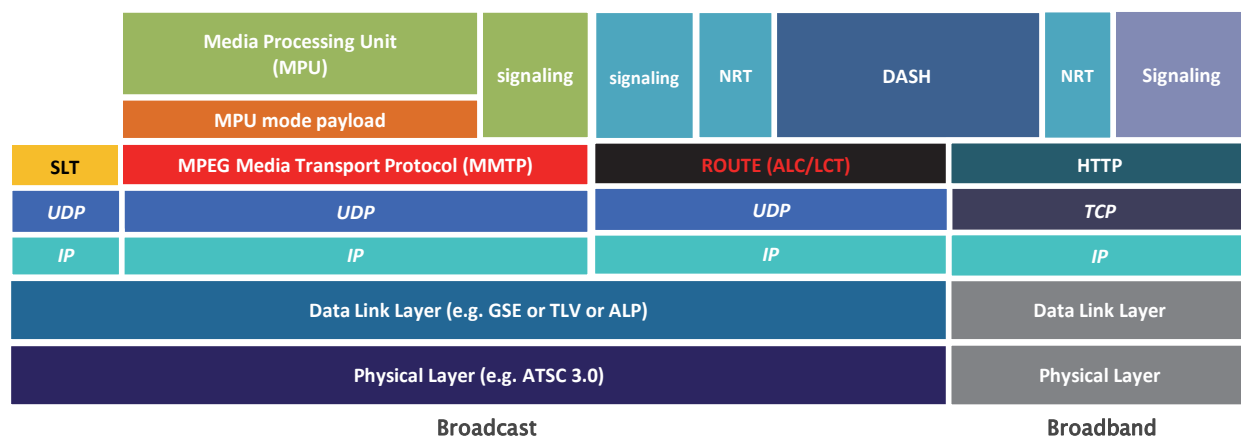 Media Processing Unit
(MPU)
signaling
signaling
NRT
DASH
NRT
Signaling
MPU mode payload
SLT
MPEG Media Transport Protocol (MMTP)
ROUTE (ALC/LCT)
HTTP
UDP
UDP
UDP
TCP
IP
IP
IP
IP
Data Link Layer (e.g. GSE or TLV or ALP)
Data Link Layer
Physical Layer (e.g. ATSC 3.0)
Physical Layer
Broadcast
Broadband